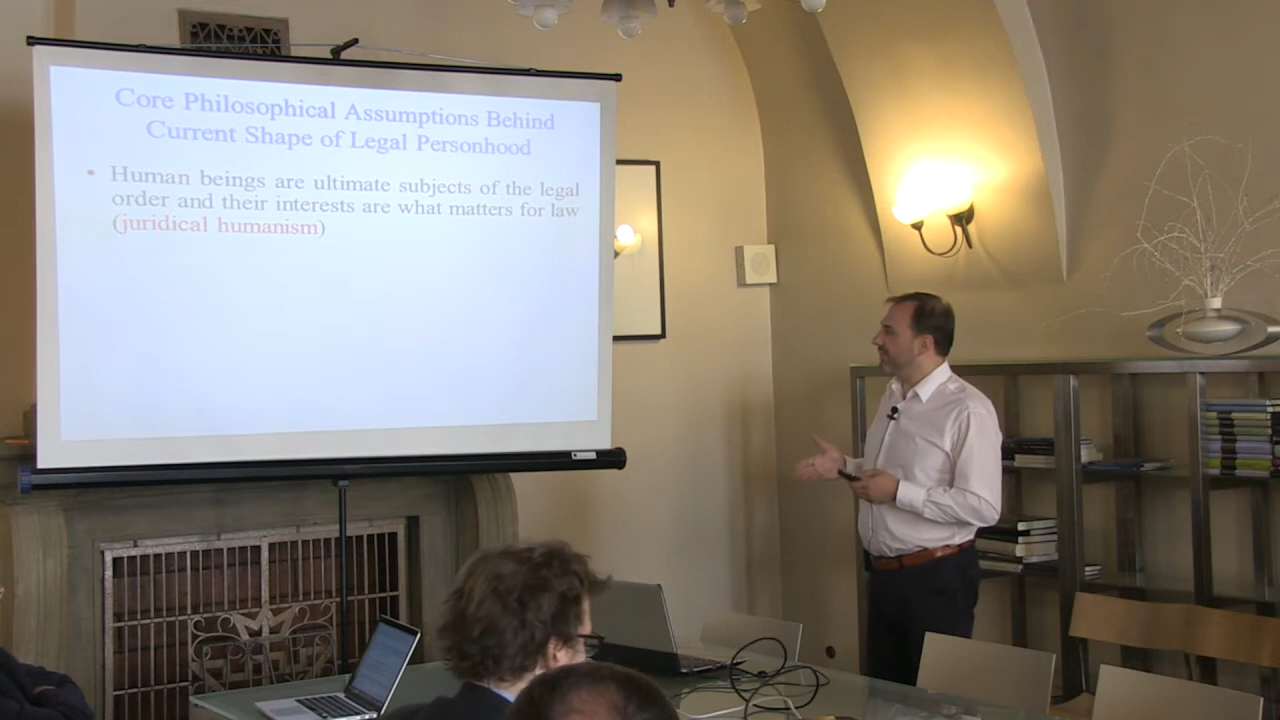 Core Philosophical Assumptions Behind
Current Shape of Legal Personhood
• Human beings are ultimate subjects of the legal
order and their interests are what matters for law
(juridical humanism)